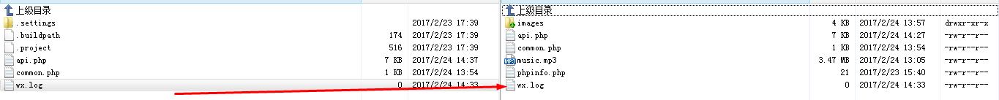 上级目录
.settings 2017/2/23 17:39
.buildpath 174 2017/2/23 17:39
.project 516 2017/2/23 17:39
api.php 7 KB 2017/2/24 14:37
common.php 1 KB 2017/2/24 13:54
wx.log 0 2017/2/24 14:33
上级目录
images 4 KB 2017/2/24 13:57 drwxr-xr-x
api.php 7 KB 2017/2/24 14:27 -rw-r--r--
common.php 1 KB 2017/2/24 13:54 -rw-r--r--
music.mp3 3.47 MB 2017/2/24 13:05 -rw-r--r--
phpinfo.php 21 2017/2/23 15:40 -rw-r--r--
wx.log 0 2017/2/24 14:33 -rw-r--r--